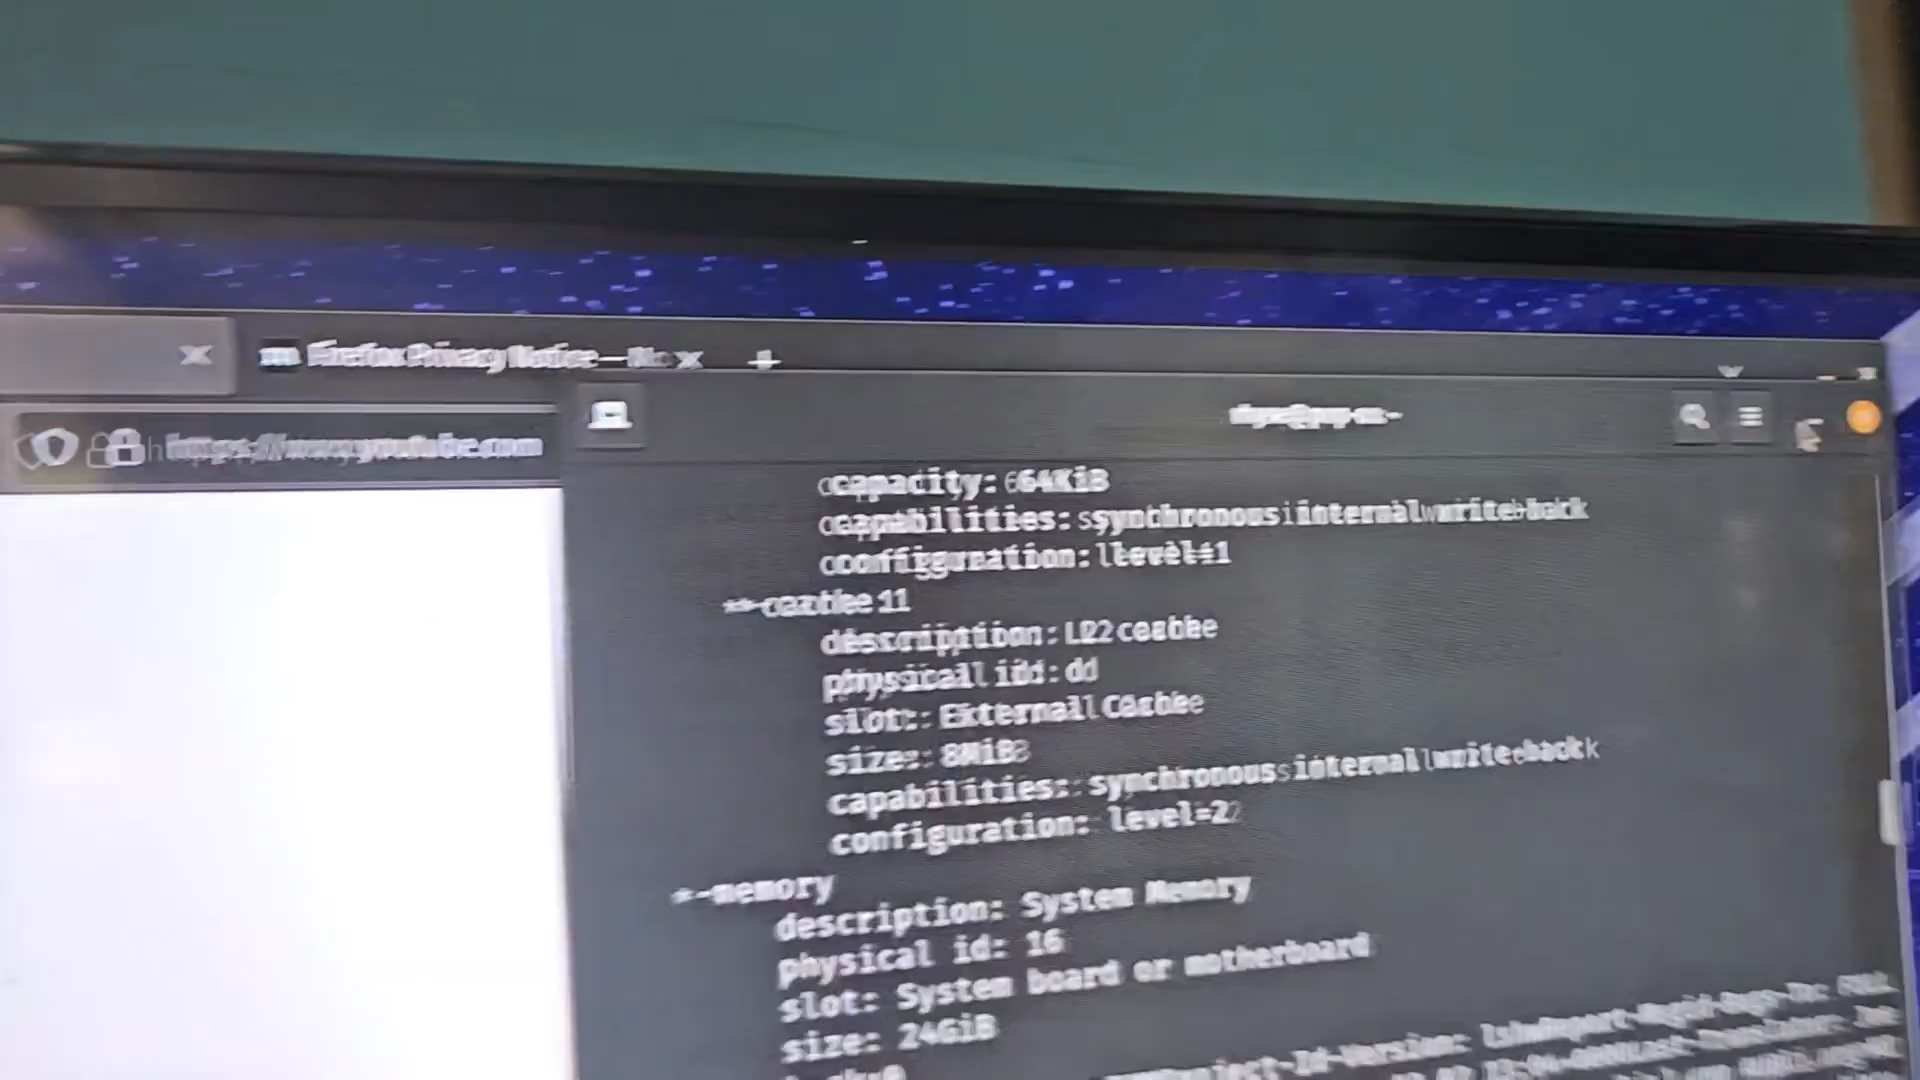 Firefox Privacy Notice —
https://www.youtube.com
capacity: 64KiB
capabilities: synchronous internal write-back
configuration: level=1
*-cache:1
description: L2 cache
physical id: d
slot: External Cache
size: 8MiB
capabilities: synchronous internal write-back
configuration: level=2
*-memory
description: System Memory
physical id: 16
slot: System board or motherboard
size: 24GiB